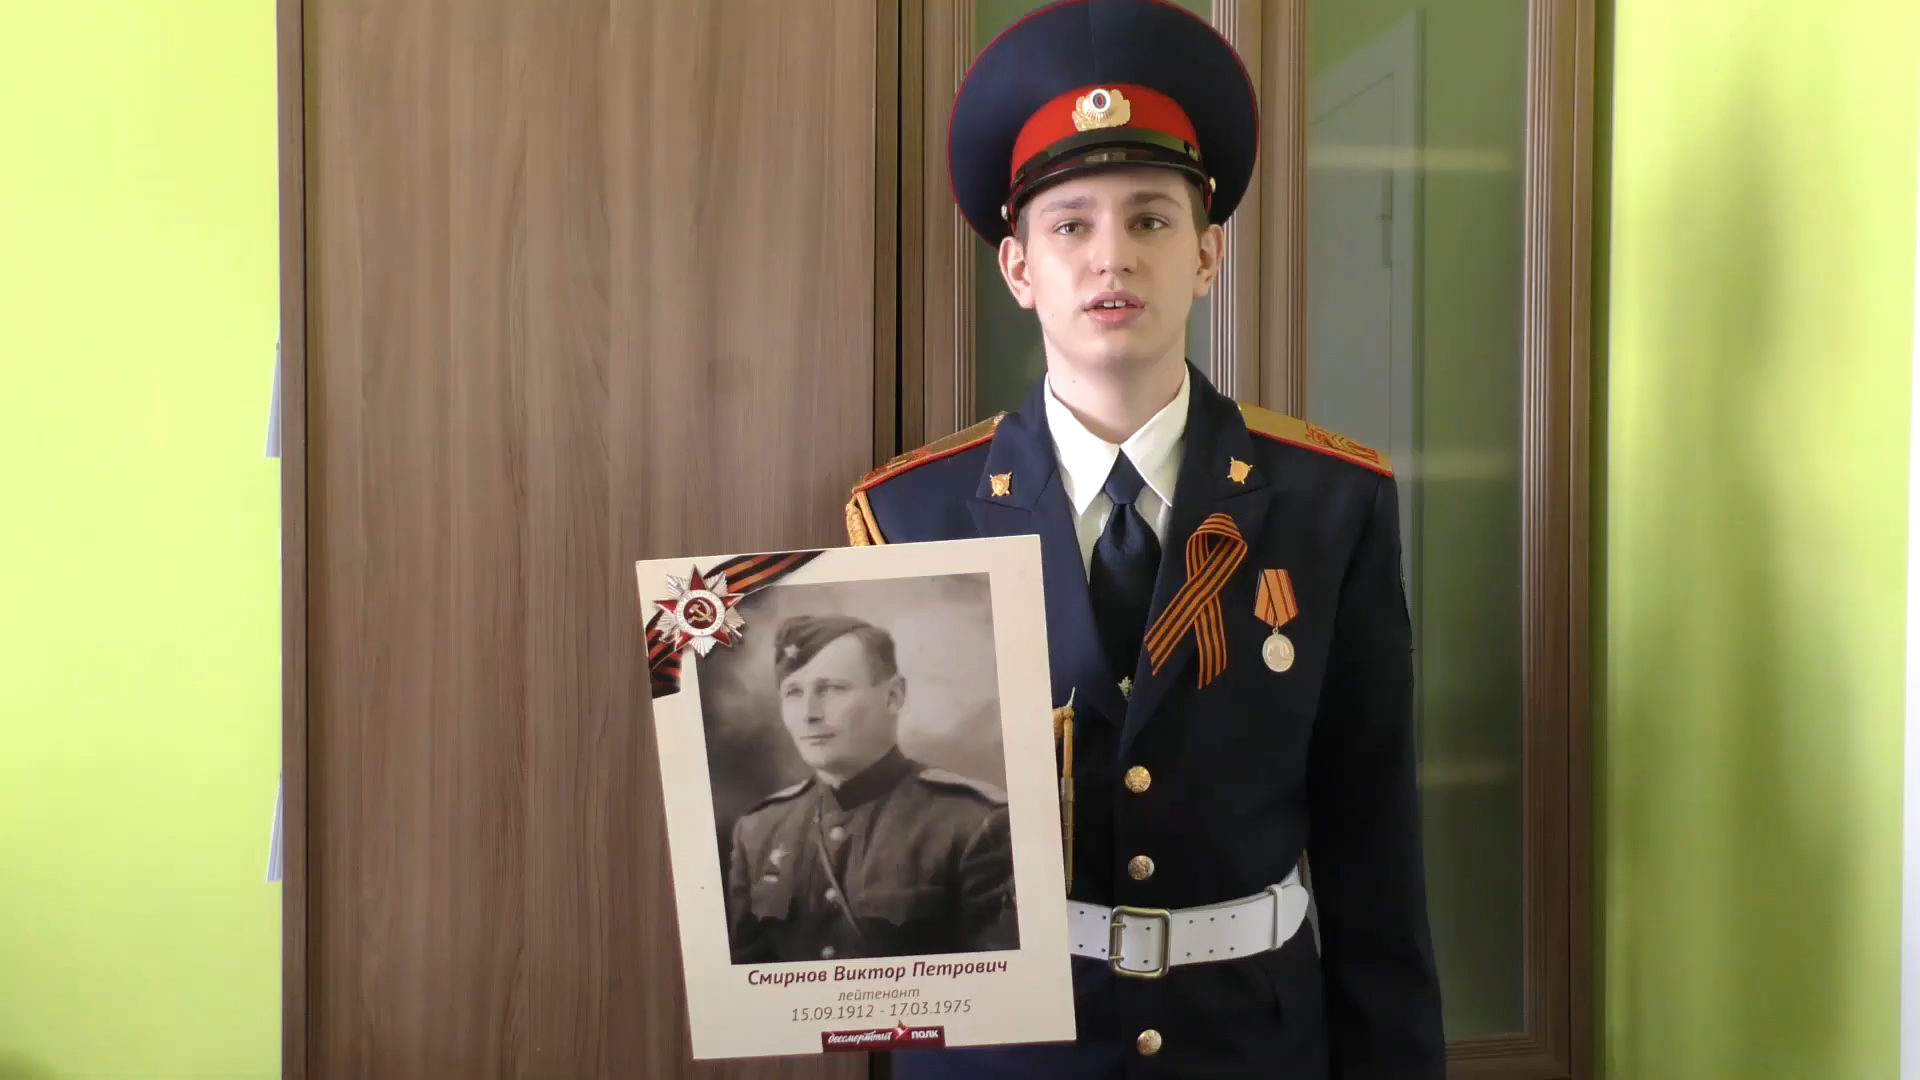 Смирнов Виктор Петрович
лейтенант
15.09.1912 - 17.03.1975
бессмертный полк